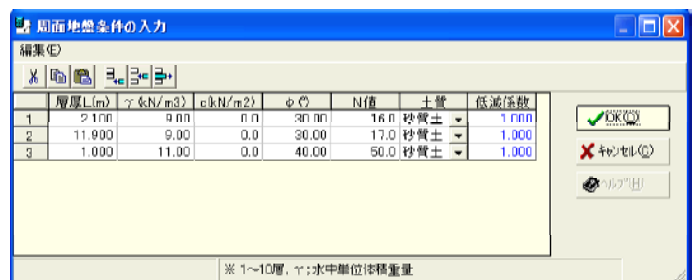 周面地盤条件の入力
編集(E)
層厚L(m) γ(kN/m3) c(kN/m2) φ(°) N値 土質 低減係数
1 2.100 9.00 0.0 30.00 16.0 砂質土 1.000
2 11.900 9.00 0.0 30.00 17.0 砂質土 1.000
3 1.000 11.00 0.0 40.00 50.0 砂質土 1.000
OK(O)
キャンセル(C)
ヘルプ(H)
※ 1～10層, γ;水中単位体積重量